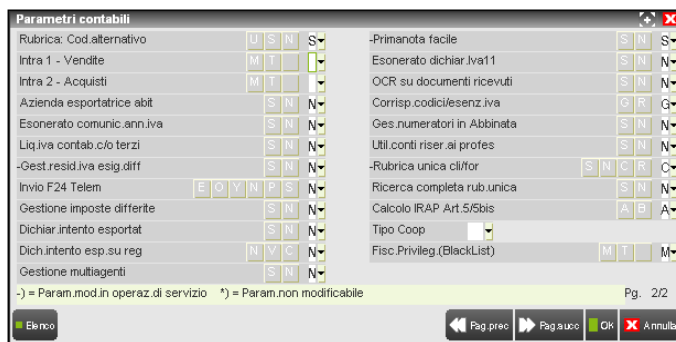 Parametri contabili
Rubrica: Cod.alternativo U S N S
Intra 1 - Vendite M T
Intra 2 - Acquisti M T
Azienda esportatrice abit S N N
Esonerato comunic.ann.iva S N N
Liq.iva contab.c/o terzi S N N
-Gest.resid.iva esig.diff S N N
Invio F24 Telem E O Y N P S N
Gestione imposte differite S N N
Dichiar.intento esportat S N N
Dich.intento esp.su reg N V C N
Gestione multiagenti S N N
-Primanota facile S N S
Esonerato dichiar.Iva11 S N N
OCR su documenti ricevuti S N N
Corrisp.codici/esenz.iva G R G
Ges.numeratori in Abbinata S N N
Util.conti riser.ai profes S N N
-Rubrica unica cli/for S N C R C
Ricerca completa rub.unica S N N
Calcolo IRAP Art.5/5bis A B A
Tipo Coop
Fisc.Privileg.(BlackList) M T M
-) = Param.mod.in operaz.di servizio *) = Param.non modificabile Pg. 2/2
Elenco Pag.prec Pag.succ Ok Annulla